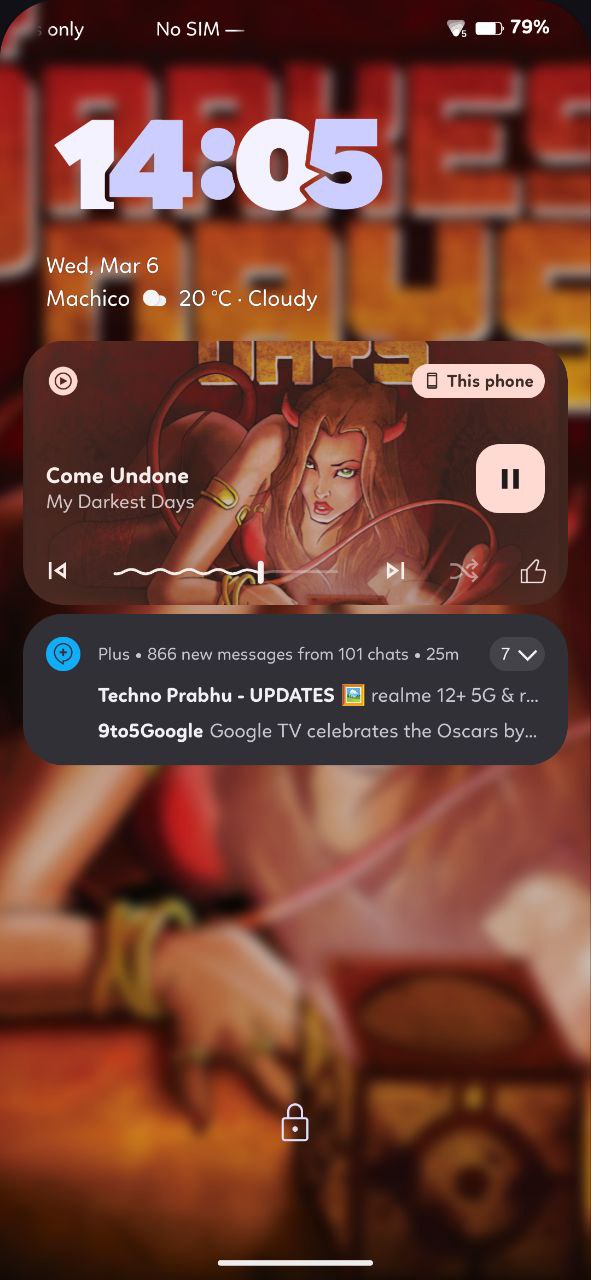 s only No SIM — 5 79%
14:05
Wed, Mar 6
Machico 20 °C · Cloudy
DAYS
This phone
Come Undone
My Darkest Days
Plus • 866 new messages from 101 chats • 25m 7
Techno Prabhu - UPDATES 🖼️ realme 12+ 5G & r...
9to5Google Google TV celebrates the Oscars by...